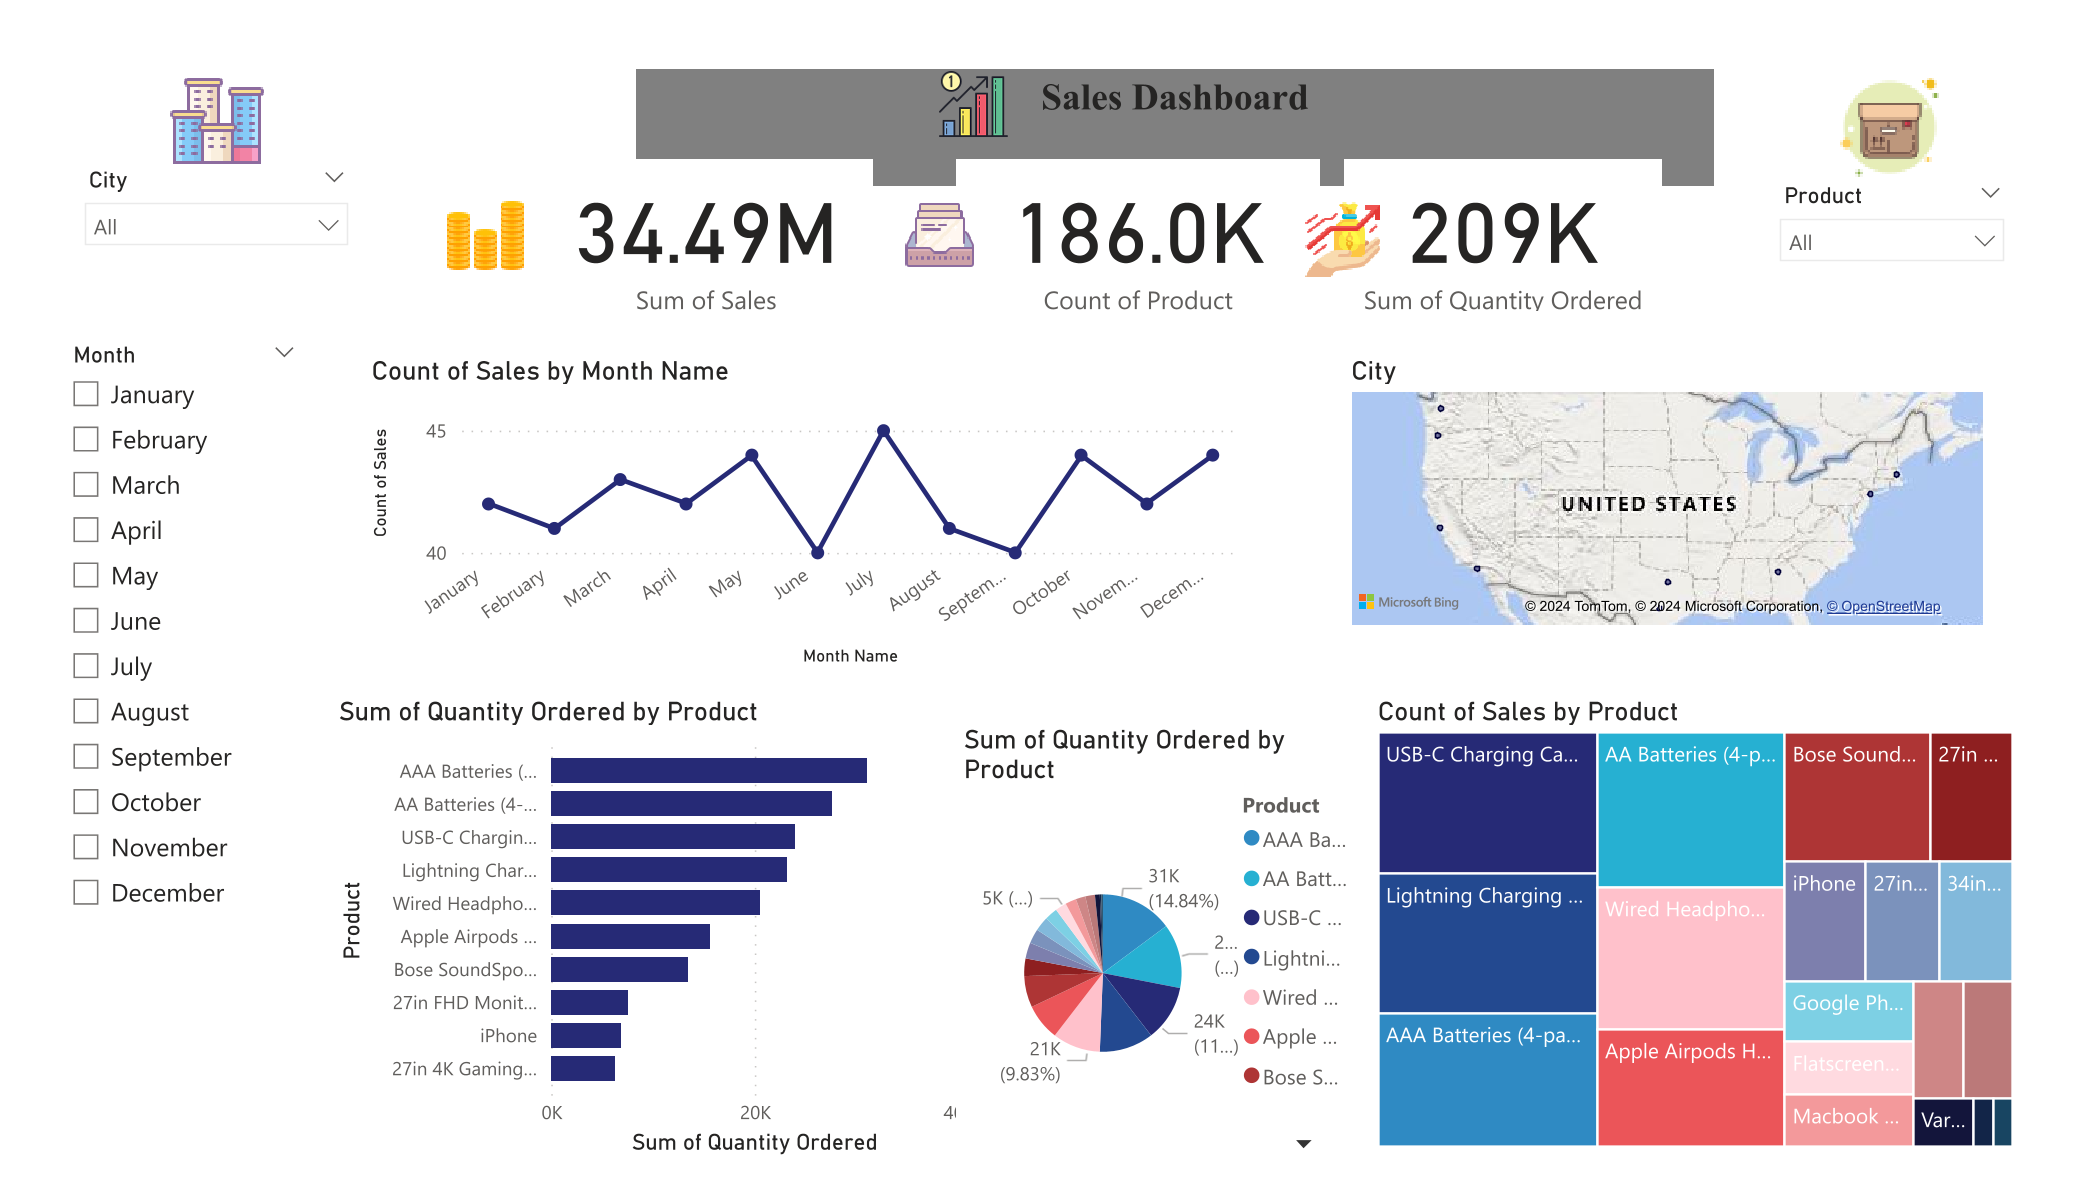 1
Sales Dashboard
City
All
34.49M
Sum of Sales
186.0K
Count of Product
209K
Sum of Quantity Ordered
Product
All
Month
January
February
March
April
May
June
July
August
September
October
November
December
Count of Sales by Month Name
Count of Sales
45
40
January
February
March
April
May
June
July
August
Septem...
October
Novem...
Decem...
Month Name
City
UNITED STATES
Microsoft Bing
© 2024 TomTom, © 2024 Microsoft Corporation, © OpenStreetMap
Sum of Quantity Ordered by Product
Product
AAA Batteries (...
AA Batteries (4-...
USB-C Chargin...
Lightning Char...
Wired Headpho...
Apple Airpods ...
Bose SoundSpo...
27in FHD Monit...
iPhone
27in 4K Gaming...
0K
20K
Sum of Quantity Ordered
Sum of Quantity Ordered by
Product
31K
(14.84%)
2...
(...)
24K
(11...)
21K
(9.83%)
5K (...)
Product
AAA Ba...
AA Batt...
USB-C ...
Lightni...
Wired ...
Apple ...
Bose S...
Count of Sales by Product
USB-C Charging Ca...
Lightning Charging ...
AAA Batteries (4-pa...
AA Batteries (4-p...
Wired Headpho...
Apple Airpods H...
Bose Sound...
27in ...
iPhone
27in...
34in...
Google Ph...
Flatscreen...
Macbook ...
Var...